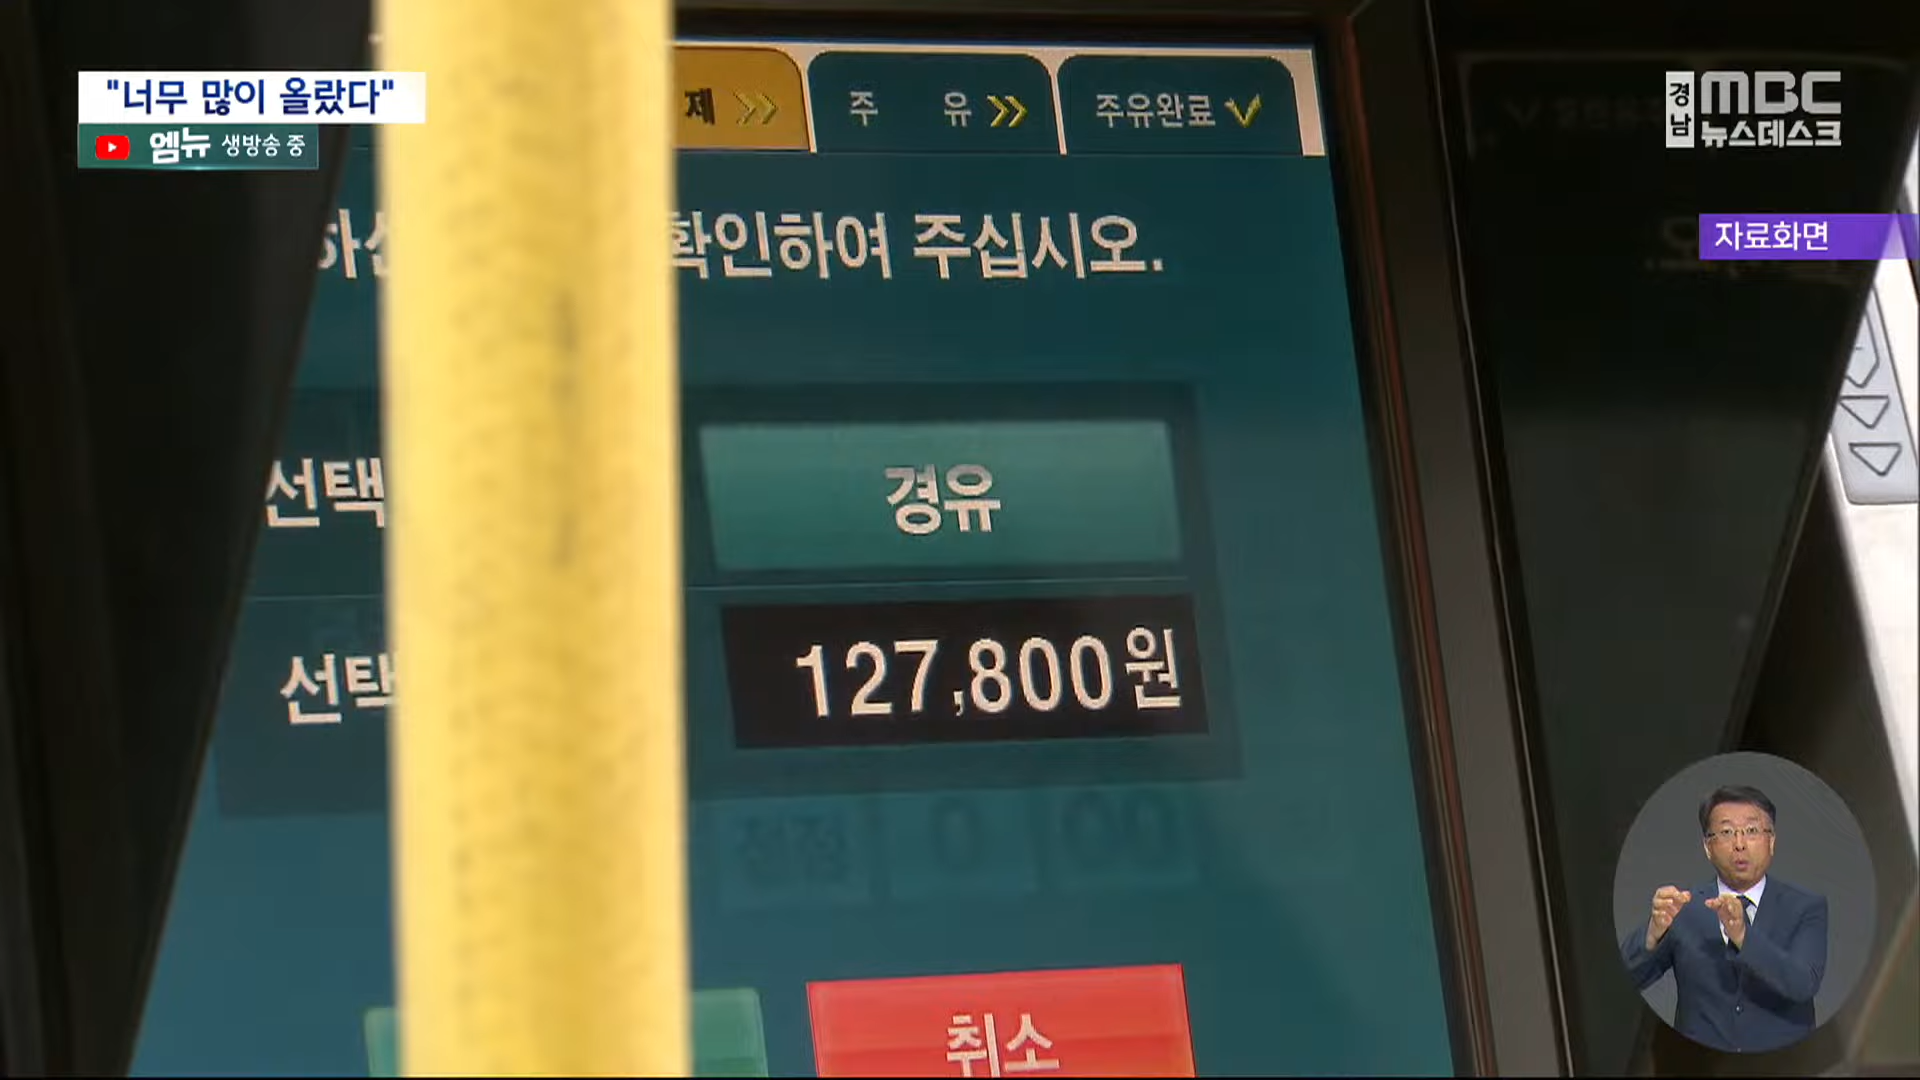 "너무 많이 올랐다"
엠뉴 생방송 중
경남
MBC
뉴스데스크
자료화면
제 주 유 주유완료
확인하여 주십시오.
선택
경유
선택
127,800원
취소